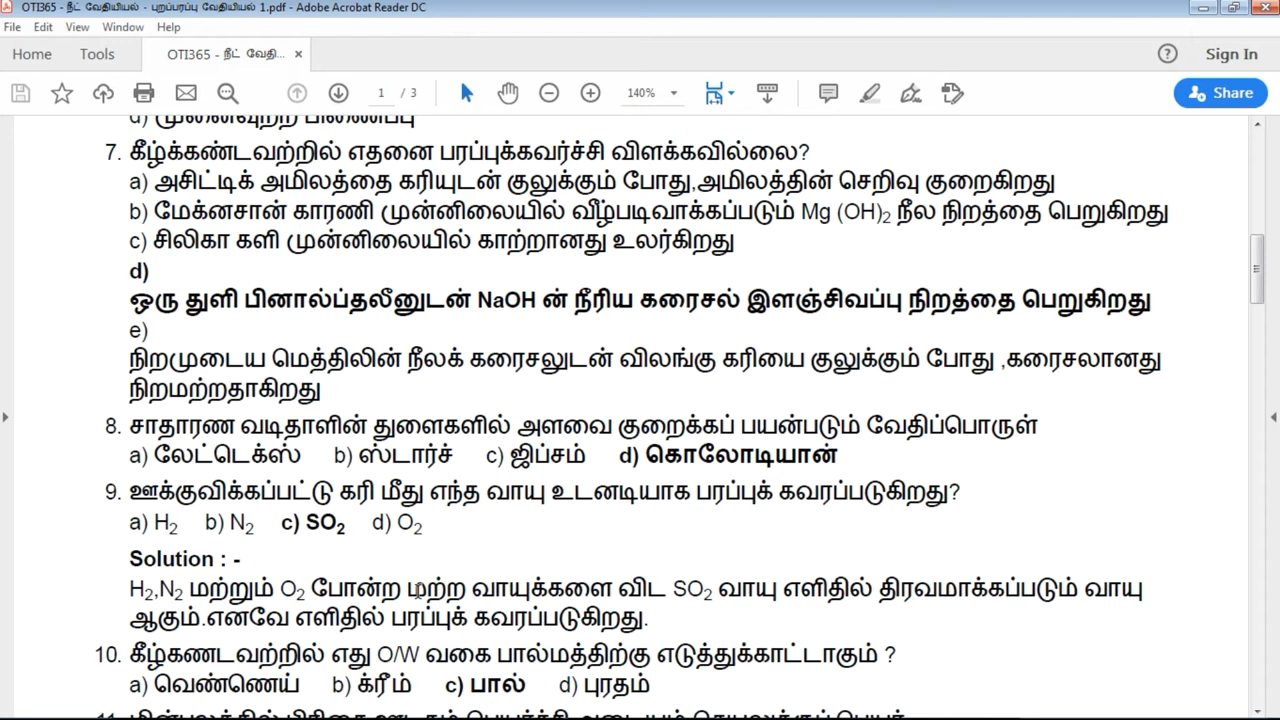 OTI365 - நீட் வேதியியல் - புறப்பரப்பு வேதியியல் 1.pdf - Adobe Acrobat Reader DC
File Edit View Window Help
Home Tools OTI365 - நீட் வேதி... × Sign In
1 / 3 140% Share
d) முனைவுற்ற பிணைப்பு
7. கீழ்க்கண்டவற்றில் எதனை பரப்புக்கவர்ச்சி விளக்கவில்லை?
a) அசிட்டிக் அமிலத்தை கரியுடன் குலுக்கும் போது,அமிலத்தின் செறிவு குறைகிறது
b) மேக்னசான் காரணி முன்னிலையில் வீழ்படிவாக்கப்படும் Mg (OH)₂ நீல நிறத்தை பெறுகிறது
c) சிலிகா களி முன்னிலையில் காற்றானது உலர்கிறது
d)
ஒரு துளி பினால்ப்தலீனுடன் NaOH ன் நீரிய கரைசல் இளஞ்சிவப்பு நிறத்தை பெறுகிறது
e)
நிறமுடைய மெத்திலின் நீலக் கரைசலுடன் விலங்கு கரியை குலுக்கும் போது ,கரைசலானது
நிறமற்றதாகிறது
8. சாதாரண வடிதாளின் துளைகளில் அளவை குறைக்கப் பயன்படும் வேதிப்பொருள்
a) லேட்டெக்ஸ் b) ஸ்டார்ச் c) ஜிப்சம் d) கொலோடியான்
9. ஊக்குவிக்கப்பட்டு கரி மீது எந்த வாயு உடனடியாக பரப்புக் கவரப்படுகிறது?
a) H₂ b) N₂ c) SO₂ d) O₂
Solution : -
H₂,N₂ மற்றும் O₂ போன்ற மற்ற வாயுக்களை விட SO₂ வாயு எளிதில் திரவமாக்கப்படும் வாயு
ஆகும்.எனவே எளிதில் பரப்புக் கவரப்படுகிறது.
10. கீழ்கணடவற்றில் எது O/W வகை பால்மத்திற்கு எடுத்துக்காட்டாகும் ?
a) வெண்ணெய் b) க்ரீம் c) பால் d) புரதம்